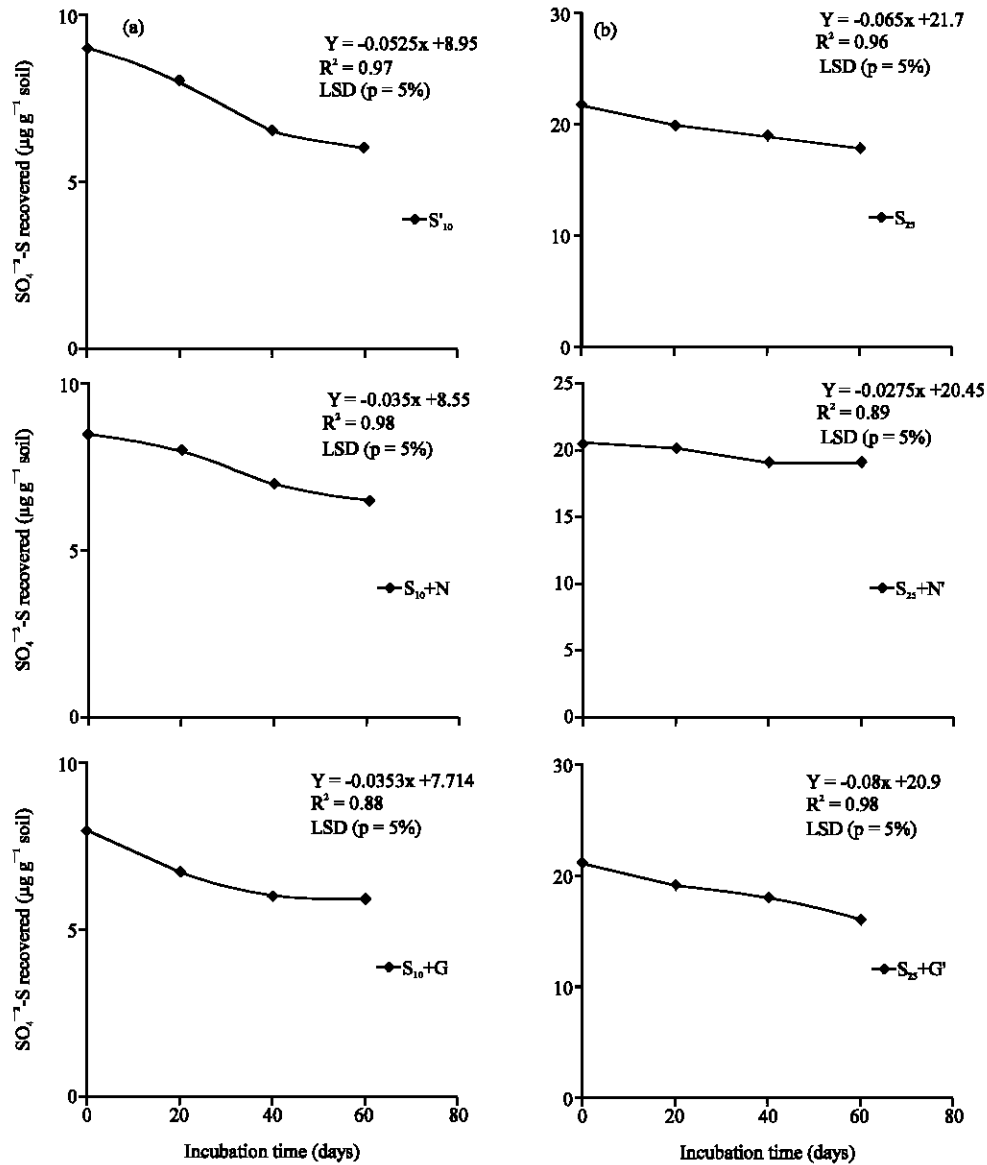 (a)
Y = -0.0525x +8.95
R² = 0.97
LSD (p = 5%)
10
5
0
SO₄⁻²-S recovered (µg g⁻¹ soil)
S'₁₀
(b)
Y = -0.065x +21.7
R² = 0.96
LSD (p = 5%)
30
20
10
0
S₂₅
Y = -0.035x +8.55
R² = 0.98
LSD (p = 5%)
10
5
0
SO₄⁻²-S recovered (µg g⁻¹ soil)
S₁₀+N
Y = -0.0275x +20.45
R² = 0.89
LSD (p = 5%)
25
20
15
10
5
0
S₂₅+N'
Y = -0.0353x +7.714
R² = 0.88
LSD (p = 5%)
10
5
0
SO₄⁻²-S recovered (µg g⁻¹ soil)
S₁₀+G
0 20 40 60 80
Incubation time (days)
Y = -0.08x +20.9
R² = 0.98
LSD (p = 5%)
30
20
10
0
S₂₅+G'
0 20 40 60 80
Incubation time (days)